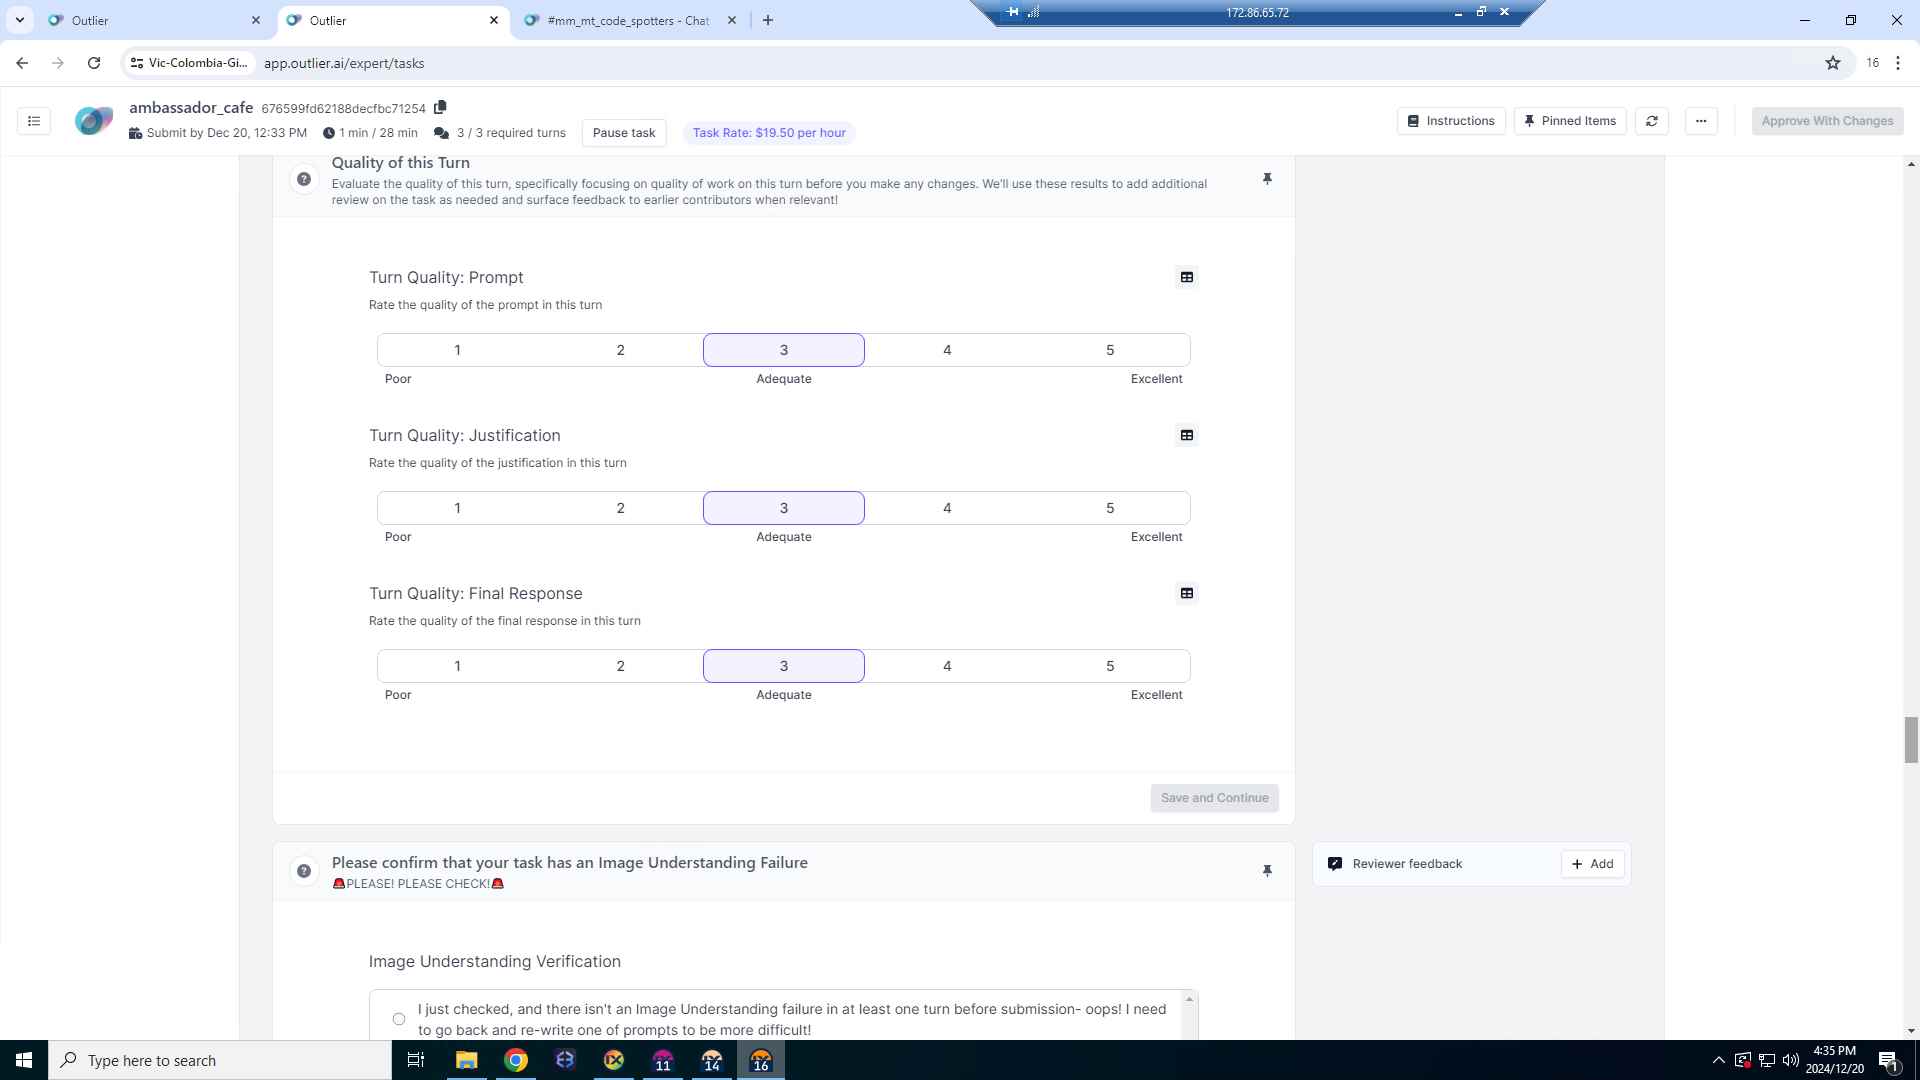 Outlier
Outlier
#mm_mt_code_spotters - Chat
172.86.65.72
Vic-Colombia-Gi...
app.outlier.ai/expert/tasks
16
ambassador_cafe 676599fd62188decfbc71254
Submit by Dec 20, 12:33 PM
1 min / 28 min
3 / 3 required turns
Pause task
Task Rate: $19.50 per hour
Instructions
Pinned Items
Approve With Changes
Quality of this Turn
Evaluate the quality of this turn, specifically focusing on quality of work on this turn before you make any changes. We'll use these results to add additional
review on the task as needed and surface feedback to earlier contributors when relevant!
Turn Quality: Prompt
Rate the quality of the prompt in this turn
1 2 3 4 5
Poor Adequate Excellent
Turn Quality: Justification
Rate the quality of the justification in this turn
1 2 3 4 5
Poor Adequate Excellent
Turn Quality: Final Response
Rate the quality of the final response in this turn
1 2 3 4 5
Poor Adequate Excellent
Save and Continue
Please confirm that your task has an Image Understanding Failure
🚨PLEASE! PLEASE CHECK!🚨
Reviewer feedback
+ Add
Image Understanding Verification
I just checked, and there isn't an Image Understanding failure in at least one turn before submission- oops! I need
to go back and re-write one of prompts to be more difficult!
Type here to search
11
14
16
4:35 PM
2024/12/20
1